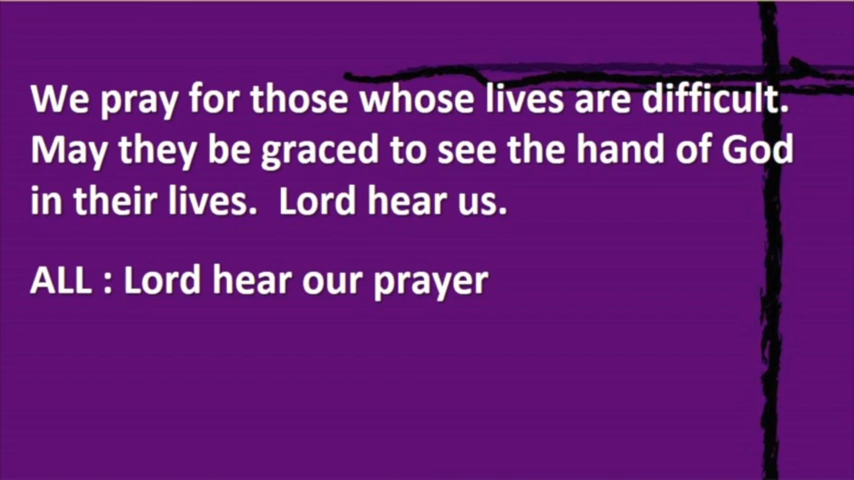 We pray for those whose lives are difficult.
May they be graced to see the hand of God
in their lives.  Lord hear us.
ALL : Lord hear our prayer